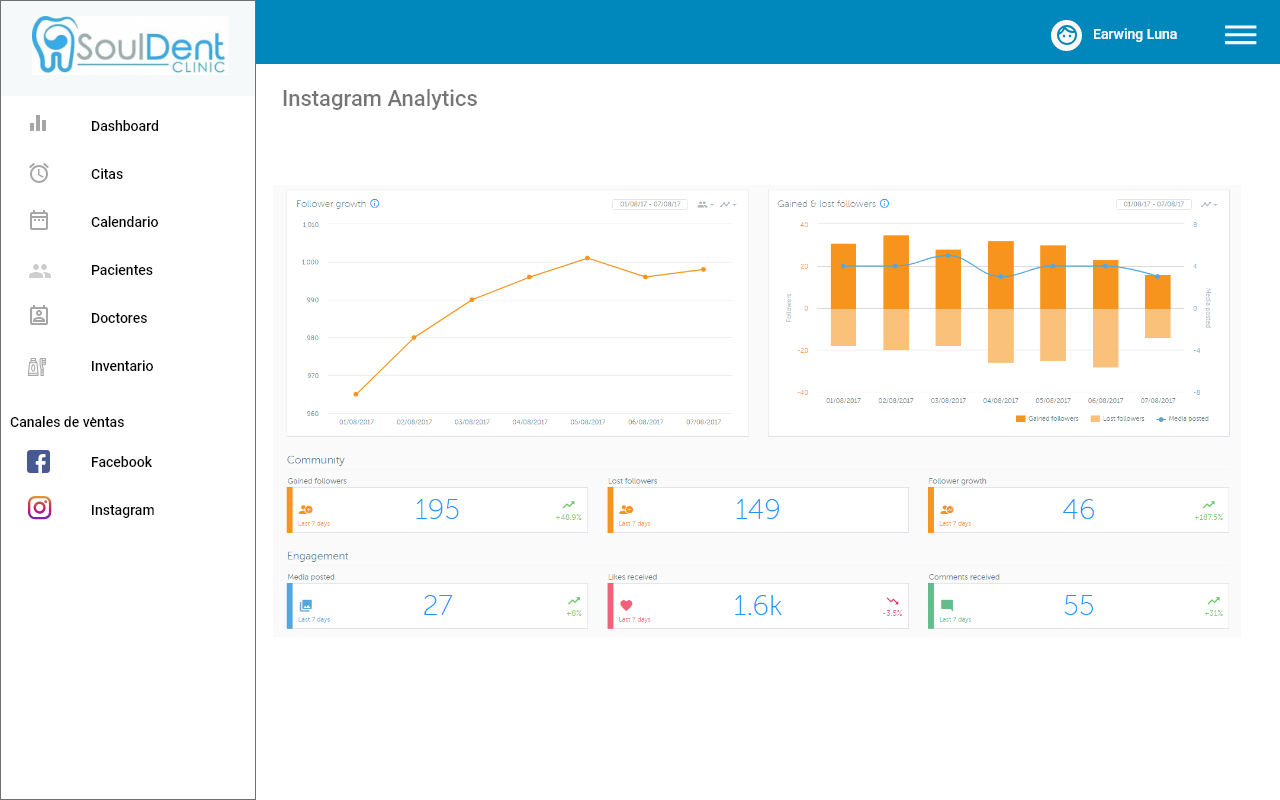 SoulDent
CLINIC
Earwing Luna
Dashboard
Citas
Calendario
Pacientes
Doctores
Inventario
Canales de vèntas
Facebook
Instagram
Instagram Analytics
Follower growth
01/08/17 - 07/08/17
1,010
1,000
990
980
970
960
01/08/2017 02/08/2017 03/08/2017 04/08/2017 05/08/2017 06/08/2017 07/08/2017
Gained & lost followers
01/08/17 - 07/08/17
40
20
0
-20
-40
Followers
8
4
0
-4
-8
Media posted
01/08/2017 02/08/2017 03/08/2017 04/08/2017 05/08/2017 06/08/2017 07/08/2017
Gained followers Lost followers Media posted
Community
Gained followers
195
+48.9%
Last 7 days
Lost followers
149
Last 7 days
Follower growth
46
+187.5%
Last 7 days
Engagement
Media posted
27
+8%
Last 7 days
Likes received
1.6k
-3.5%
Last 7 days
Comments received
55
+31%
Last 7 days